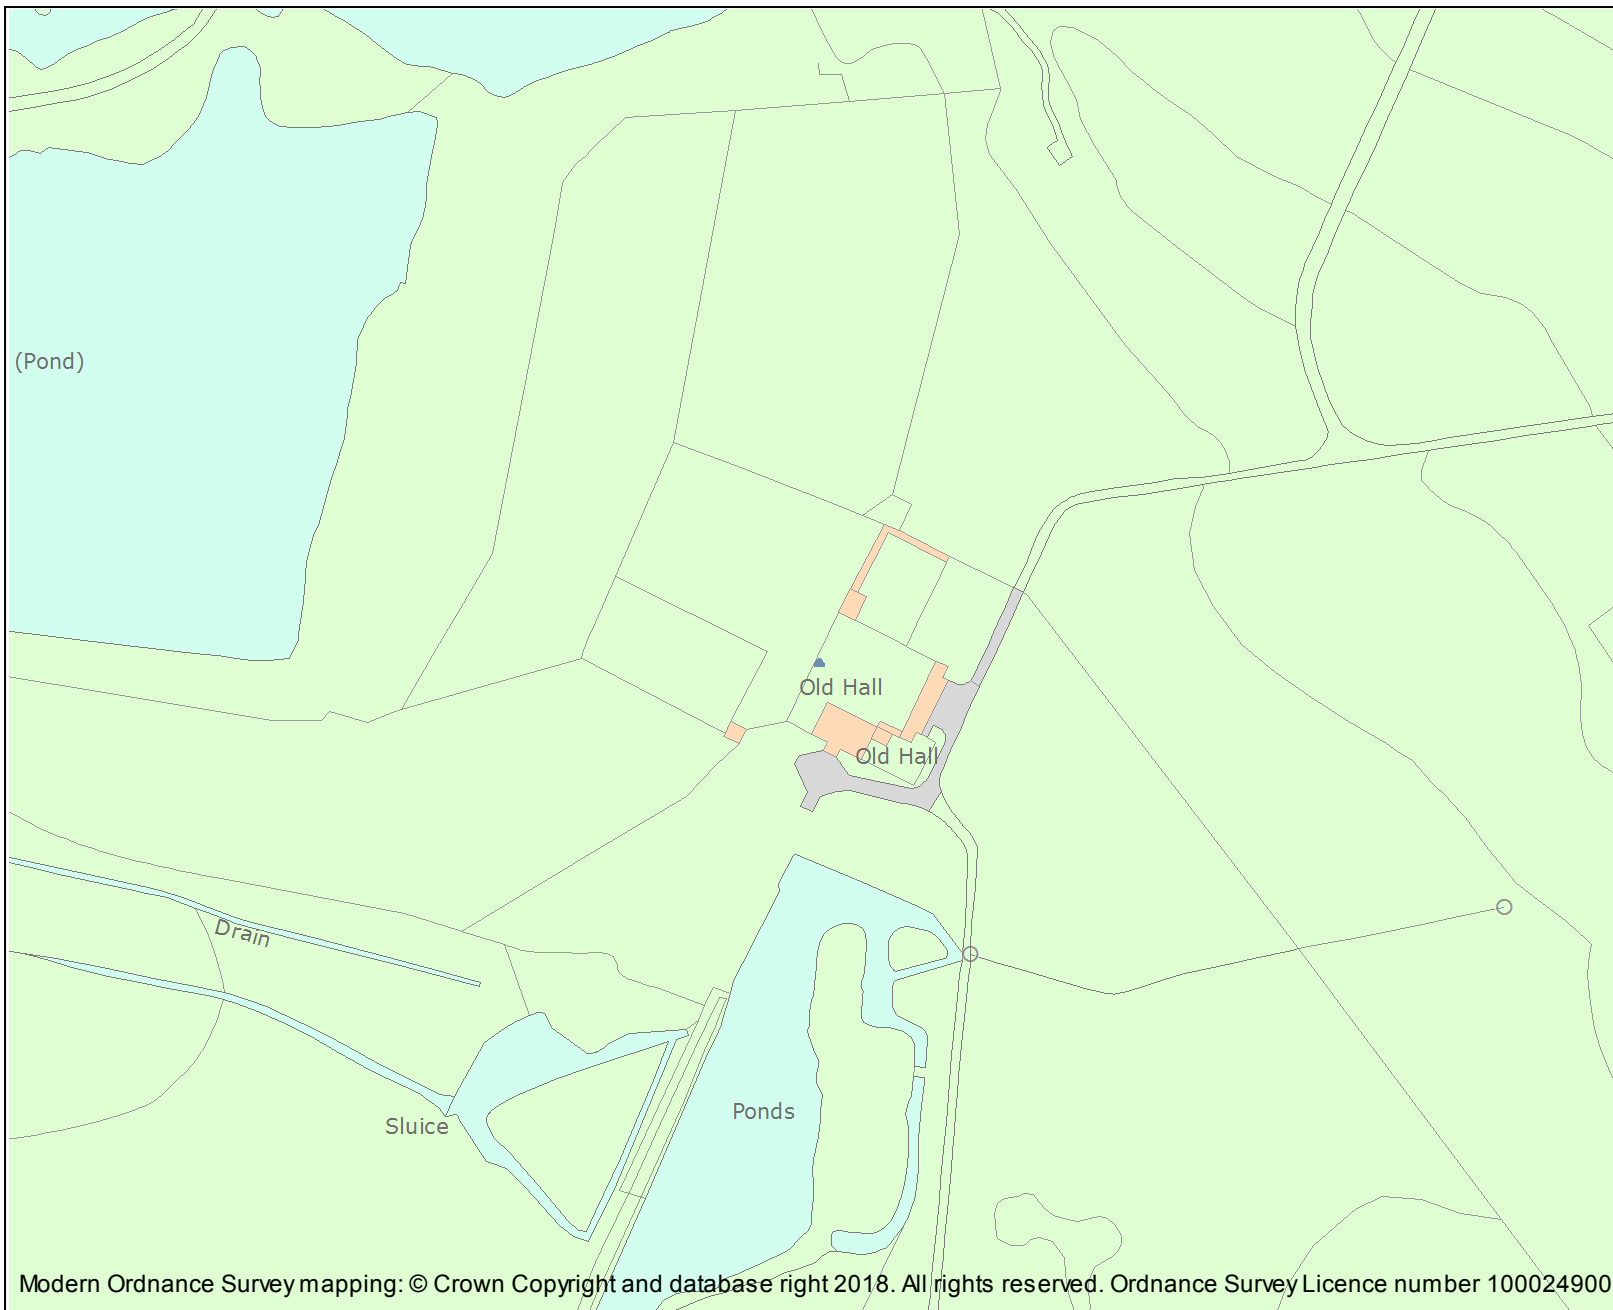 (Pond)
Old Hall
Old Hall
Drain
Ponds
Sluice
Modern Ordnance Survey mapping: © Crown Copyright and database right 2018. All rights reserved. Ordnance Survey Licence number 100024900